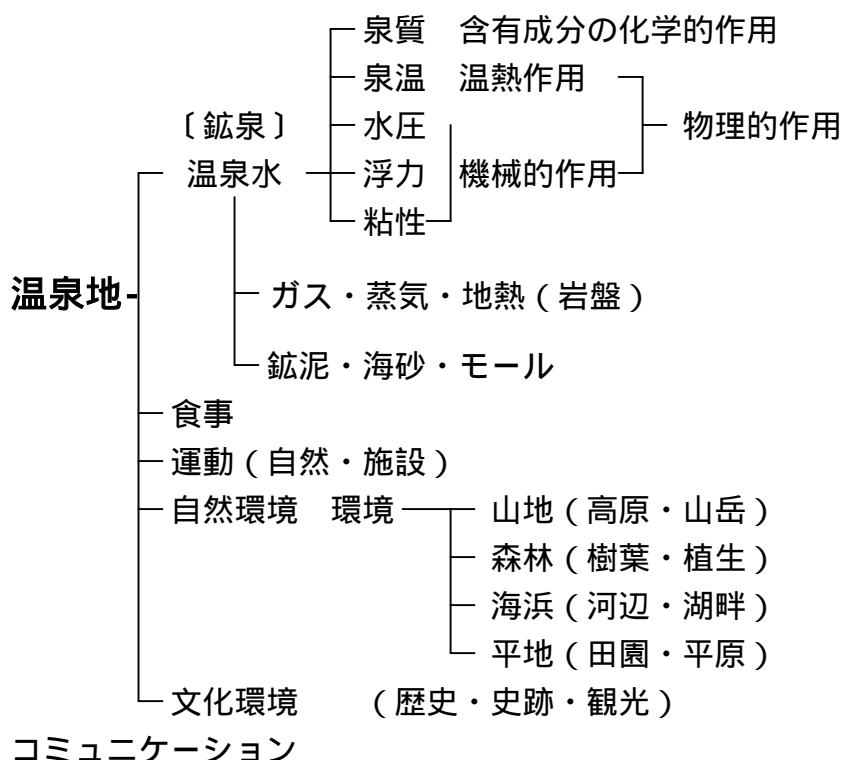 泉質 含有成分の化学的作用
泉温 温熱作用
〔鉱泉〕 水圧 物理的作用
温泉水 浮力 機械的作用
粘性
温泉地 ガス・蒸気・地熱(岩盤)
鉱泥・海砂・モール
食事
運動(自然・施設)
自然環境 環境 山地(高原・山岳)
森林(樹葉・植生)
海浜(河辺・湖畔)
平地(田園・平原)
文化環境 (歴史・史跡・観光)
コミュニケーション